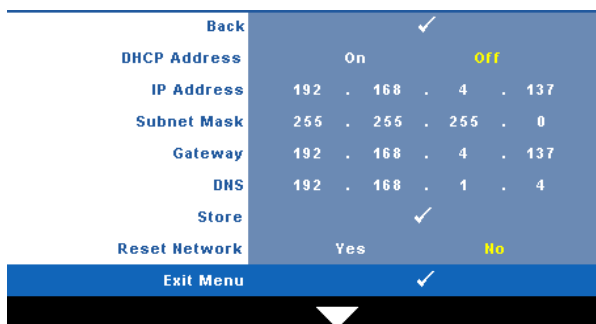 Back
DHCP Address On Off
IP Address 192 . 168 . 4 . 137
Subnet Mask 255 . 255 . 255 . 0
Gateway 192 . 168 . 4 . 137
DNS 192 . 168 . 1 . 4
Store
Reset Network Yes No
Exit Menu